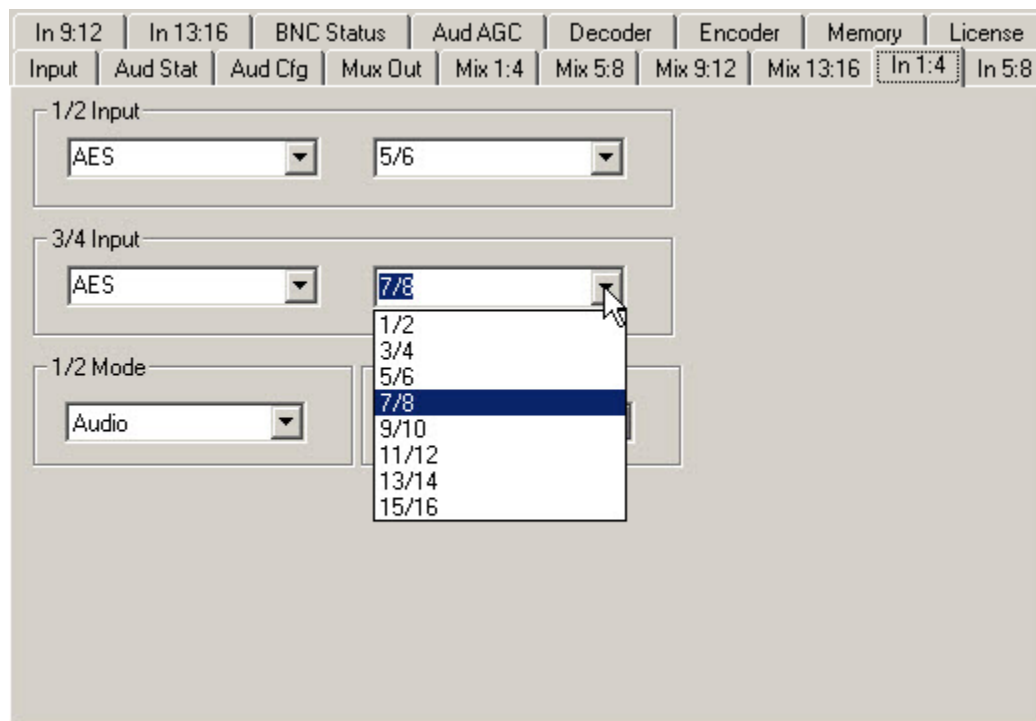 In 9:12 In 13:16 BNC Status Aud AGC Decoder Encoder Memory License
Input Aud Stat Aud Cfg Mux Out Mix 1:4 Mix 5:8 Mix 9:12 Mix 13:16 In 1:4 In 5:8
1/2 Input
AES 5/6
3/4 Input
AES 7/8
1/2
3/4
5/6
7/8
9/10
11/12
13/14
15/16
1/2 Mode
Audio